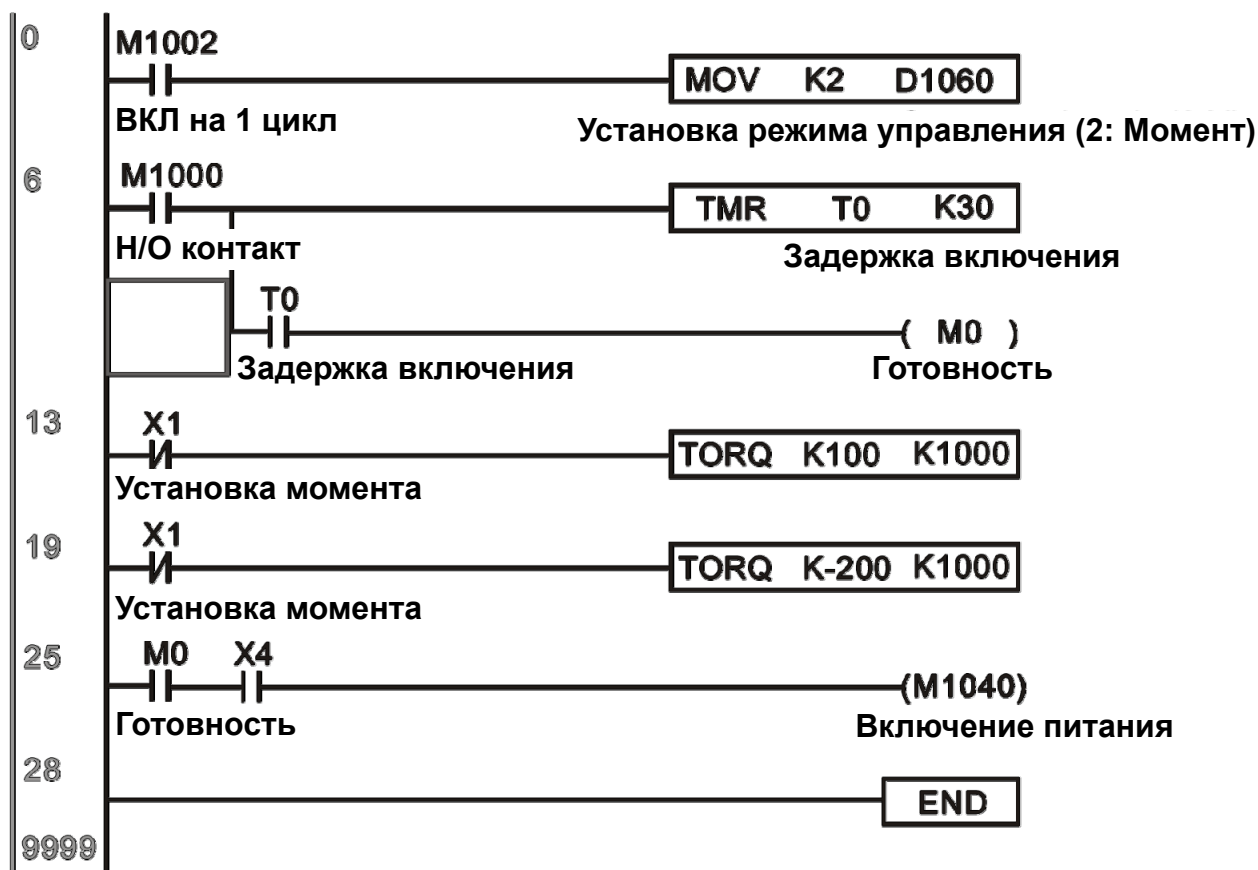 0
M1002
MOV K2 D1060
ВКЛ на 1 цикл
Установка режима управления (2: Момент)
6
M1000
TMR T0 K30
Н/О контакт
Задержка включения
T0
( M0 )
Задержка включения
Готовность
13
X1
TORQ K100 K1000
Установка момента
19
X1
TORQ K-200 K1000
Установка момента
25
M0 X4
(M1040)
Готовность
Включение питания
28
END
9999